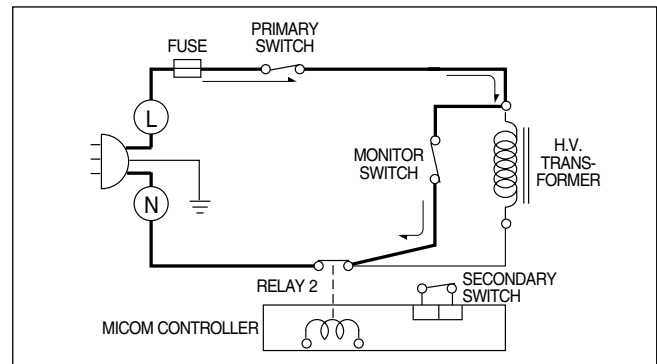 PRIMARY
SWITCH
FUSE
L
H.V.
TRANS-
FORMER
MONITOR
SWITCH
N
RELAY 2
SECONDARY
SWITCH
MICOM CONTROLLER